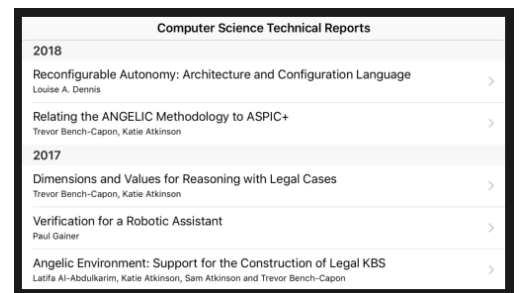 Computer Science Technical Reports
2018
Reconfigurable Autonomy: Architecture and Configuration Language
Louise A. Dennis
Relating the ANGELIC Methodology to ASPIC+
Trevor Bench-Capon, Katie Atkinson
2017
Dimensions and Values for Reasoning with Legal Cases
Trevor Bench-Capon, Katie Atkinson
Verification for a Robotic Assistant
Paul Gainer
Angelic Environment: Support for the Construction of Legal KBS
Latifa Al-Abdulkarim, Katie Atkinson, Sam Atkinson and Trevor Bench-Capon